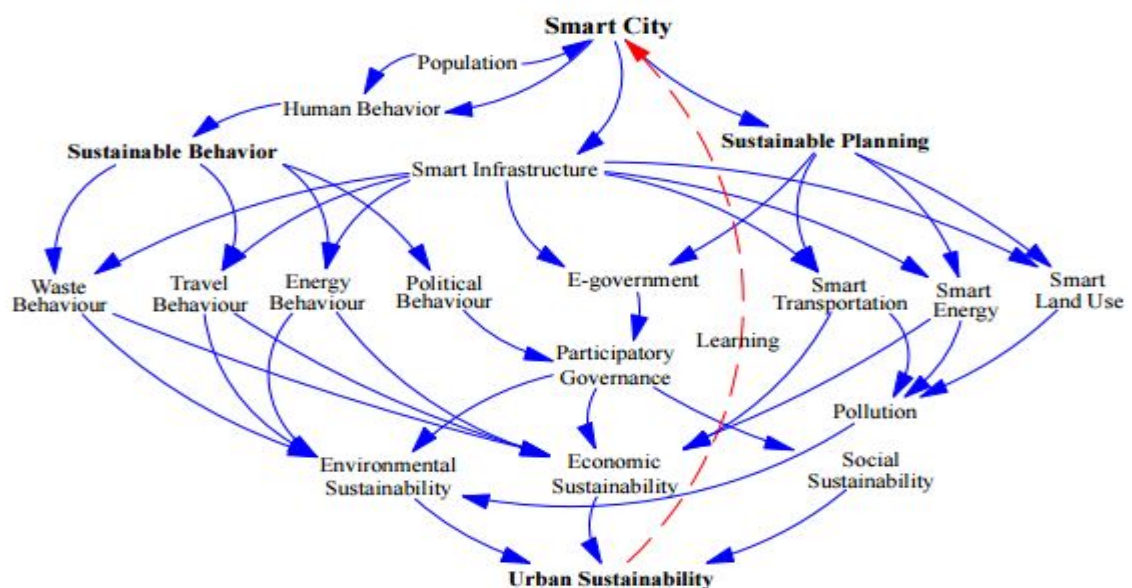 Smart City
Population
Human Behavior
Sustainable Behavior
Sustainable Planning
Smart Infrastructure
Waste
Behaviour
Travel
Behaviour
Energy
Behaviour
Political
Behaviour
E-government
Smart
Transportation
Smart
Energy
Smart
Land Use
Learning
Participatory
Governance
Pollution
Environmental
Sustainability
Economic
Sustainability
Social
Sustainability
Urban Sustainability